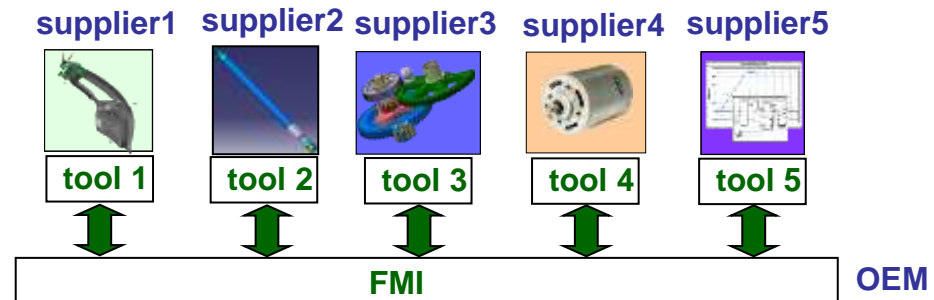 supplier1 supplier2 supplier3 supplier4 supplier5
tool 1 tool 2 tool 3 tool 4 tool 5
FMI OEM